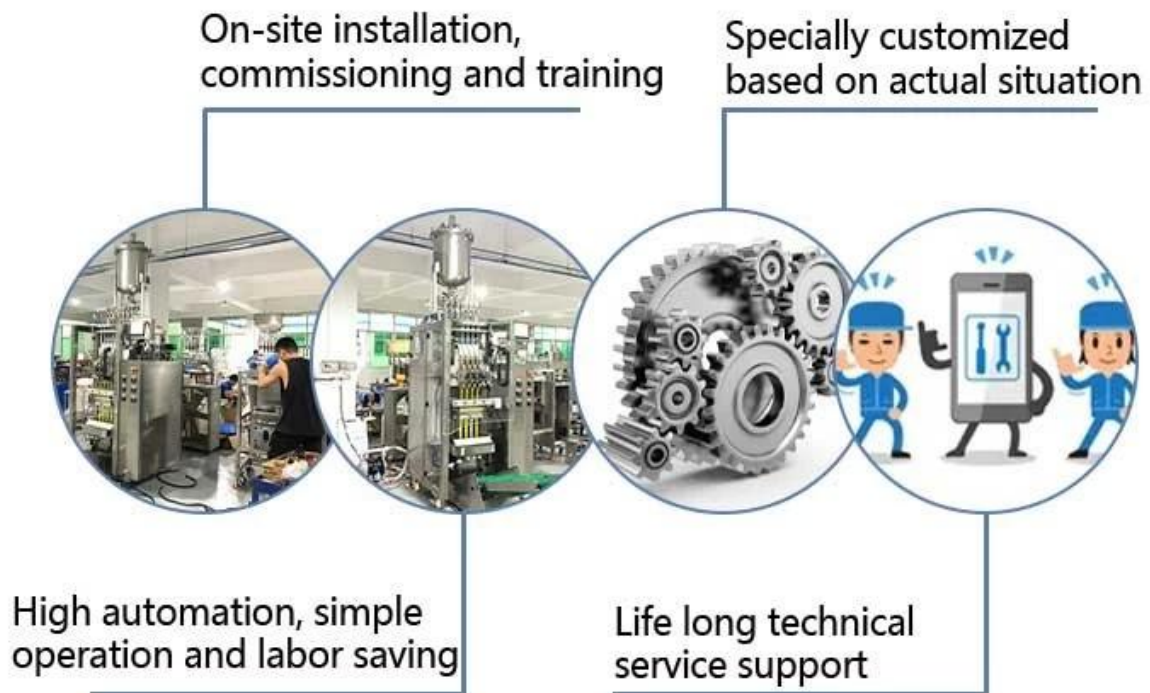 On-site installation,
commissioning and training
Specially customized
based on actual situation
High automation, simple
operation and labor saving
Life long technical
service support